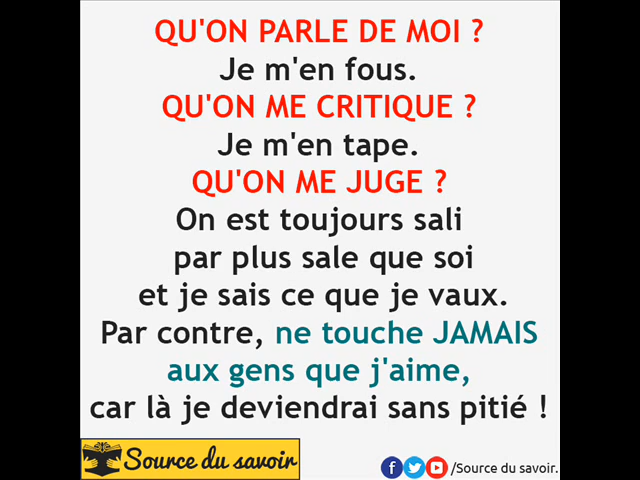 QU'ON PARLE DE MOI ?
Je m'en fous.
QU'ON ME CRITIQUE ?
Je m'en tape.
QU'ON ME JUGE ?
On est toujours sali
par plus sale que soi
et je sais ce que je vaux.
Par contre, ne touche JAMAIS
aux gens que j'aime,
car là je deviendrai sans pitié !
Source du savoir
/Source du savoir.